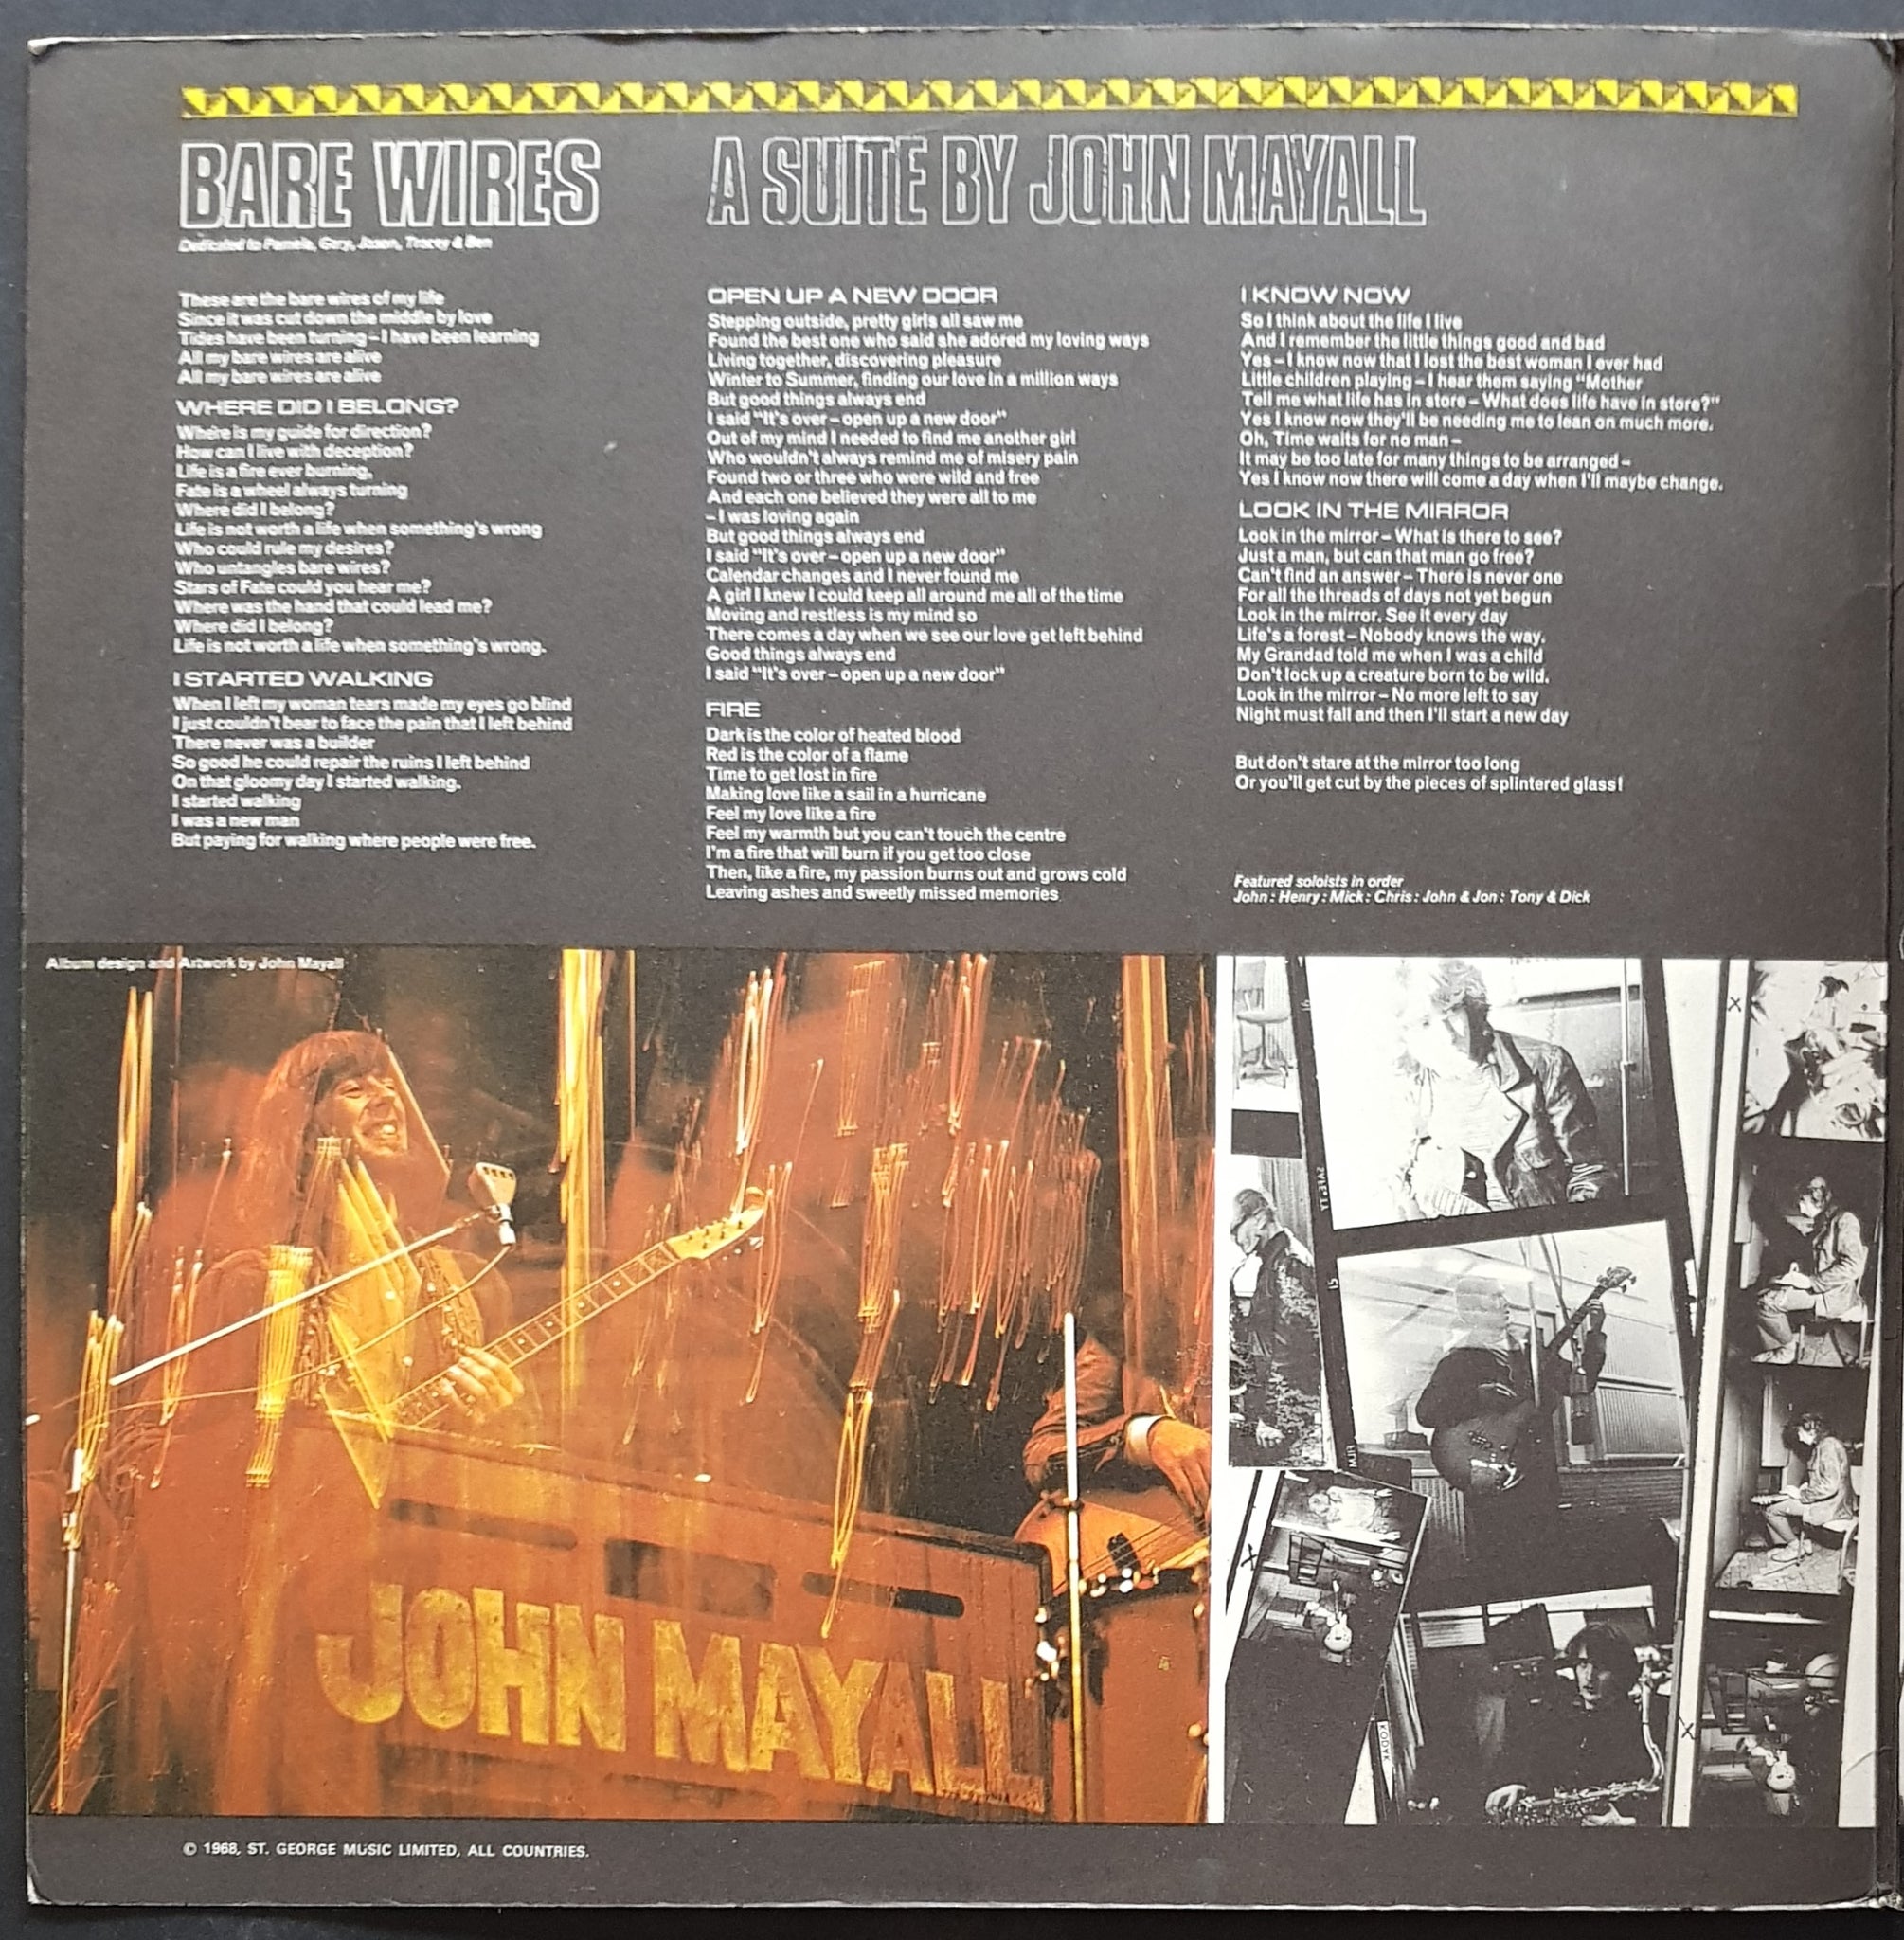 BARE WIRES
A SUITE BY JOHN MAYALL
Dedicated to Pamela, Gary, Jason, Tracey & Ben
These are the bare wires of my life
Since it was cut down the middle by love
Tides have been turning – I have been learning
All my bare wires are alive
All my bare wires are alive
WHERE DID I BELONG?
Where is my guide for direction?
How can I live with deception?
Life is a fire ever burning,
Fate is a wheel always turning
Where did I belong?
Life is not worth a life when something's wrong
Who could rule my desires?
Who untangles bare wires?
Stars of Fate could you hear me?
Where was the hand that could lead me?
Where did I belong?
Life is not worth a life when something's wrong.
I STARTED WALKING
When I left my woman tears made my eyes go blind
I just couldn't bear to face the pain that I left behind
There never was a builder
So good he could repair the ruins I left behind
On that gloomy day I started walking.
I started walking
I was a new man
But paying for walking where people were free.
OPEN UP A NEW DOOR
Stepping outside, pretty girls all saw me
Found the best one who said she adored my loving ways
Living together, discovering pleasure
Winter to Summer, finding our love in a million ways
But good things always end
I said "It's over – open up a new door"
Out of my mind I needed to find me another girl
Who wouldn't always remind me of misery pain
Found two or three who were wild and free
And each one believed they were all to me
– I was loving again
But good things always end
I said "It's over – open up a new door"
Calendar changes and I never found me
A girl I knew I could keep all around me all of the time
Moving and restless is my mind so
There comes a day when we see our love get left behind
Good things always end
I said "It's over – open up a new door"
FIRE
Dark is the color of heated blood
Red is the color of a flame
Time to get lost in fire
Making love like a sail in a hurricane
Feel my love like a fire
Feel my warmth but you can't touch the centre
I'm a fire that will burn if you get too close
Then, like a fire, my passion burns out and grows cold
Leaving ashes and sweetly missed memories
I KNOW NOW
So I think about the life I live
And I remember the little things good and bad
Yes – I know now that I lost the best woman I ever had
Little children playing – I hear them saying "Mother
Tell me what life has in store – What does life have in store?"
Yes I know now they'll be needing me to lean on much more.
Oh, Time waits for no man –
It may be too late for many things to be arranged –
Yes I know now there will come a day when I'll maybe change.
LOOK IN THE MIRROR
Look in the mirror – What is there to see?
Just a man, but can that man go free?
Can't find an answer – There is never one
For all the threads of days not yet begun
Look in the mirror. See it every day
Life's a forest – Nobody knows the way.
My Grandad told me when I was a child
Don't lock up a creature born to be wild.
Look in the mirror – No more left to say
Night must fall and then I'll start a new day
But don't stare at the mirror too long
Or you'll get cut by the pieces of splintered glass!
Featured soloists in order
John : Henry : Mick : Chris : John & Jon : Tony & Dick
Album design and Artwork by John Mayall
JOHN MAYALL
FILM
KODAK
© 1968, ST. GEORGE MUSIC LIMITED, ALL COUNTRIES.